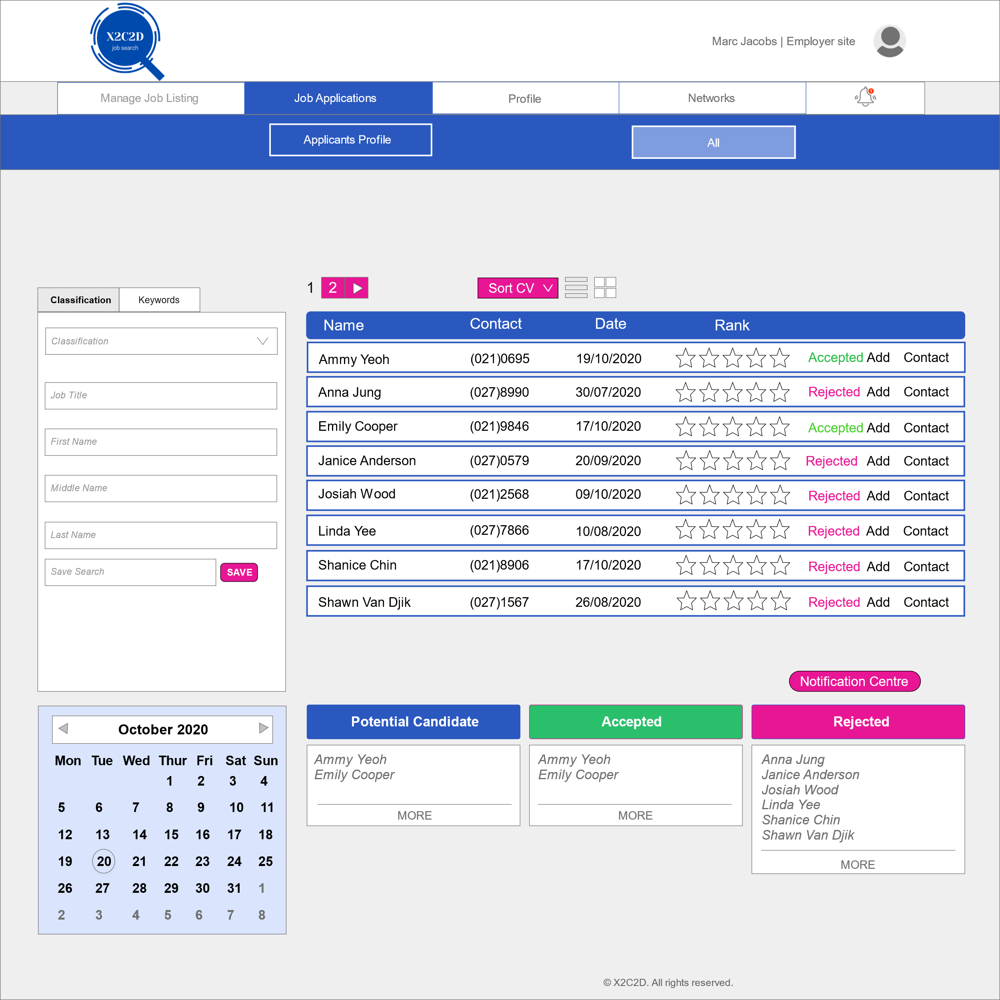 X2C2D
job search
Marc Jacobs | Employer site
Manage Job Listing
Job Applications
Profile
Networks
1
Applicants Profile
All
Classification
Keywords
Classification
Job Title
First Name
Middle Name
Last Name
Save Search
SAVE
1 2
Sort CV
Name Contact Date Rank
Ammy Yeoh (021)0695 19/10/2020 Accepted Add Contact
Anna Jung (027)8990 30/07/2020 Rejected Add Contact
Emily Cooper (021)9846 17/10/2020 Accepted Add Contact
Janice Anderson (027)0579 20/09/2020 Rejected Add Contact
Josiah Wood (021)2568 09/10/2020 Rejected Add Contact
Linda Yee (027)7866 10/08/2020 Rejected Add Contact
Shanice Chin (021)8906 17/10/2020 Rejected Add Contact
Shawn Van Djik (027)1567 26/08/2020 Rejected Add Contact
Notification Centre
October 2020
Mon Tue Wed Thur Fri Sat Sun
1 2 3 4
5 6 7 8 9 10 11
12 13 14 15 16 17 18
19 20 21 22 23 24 25
26 27 28 29 30 31 1
2 3 4 5 6 7 8
Potential Candidate
Ammy Yeoh
Emily Cooper
MORE
Accepted
Ammy Yeoh
Emily Cooper
MORE
Rejected
Anna Jung
Janice Anderson
Josiah Wood
Linda Yee
Shanice Chin
Shawn Van Djik
MORE
© X2C2D. All rights reserved.